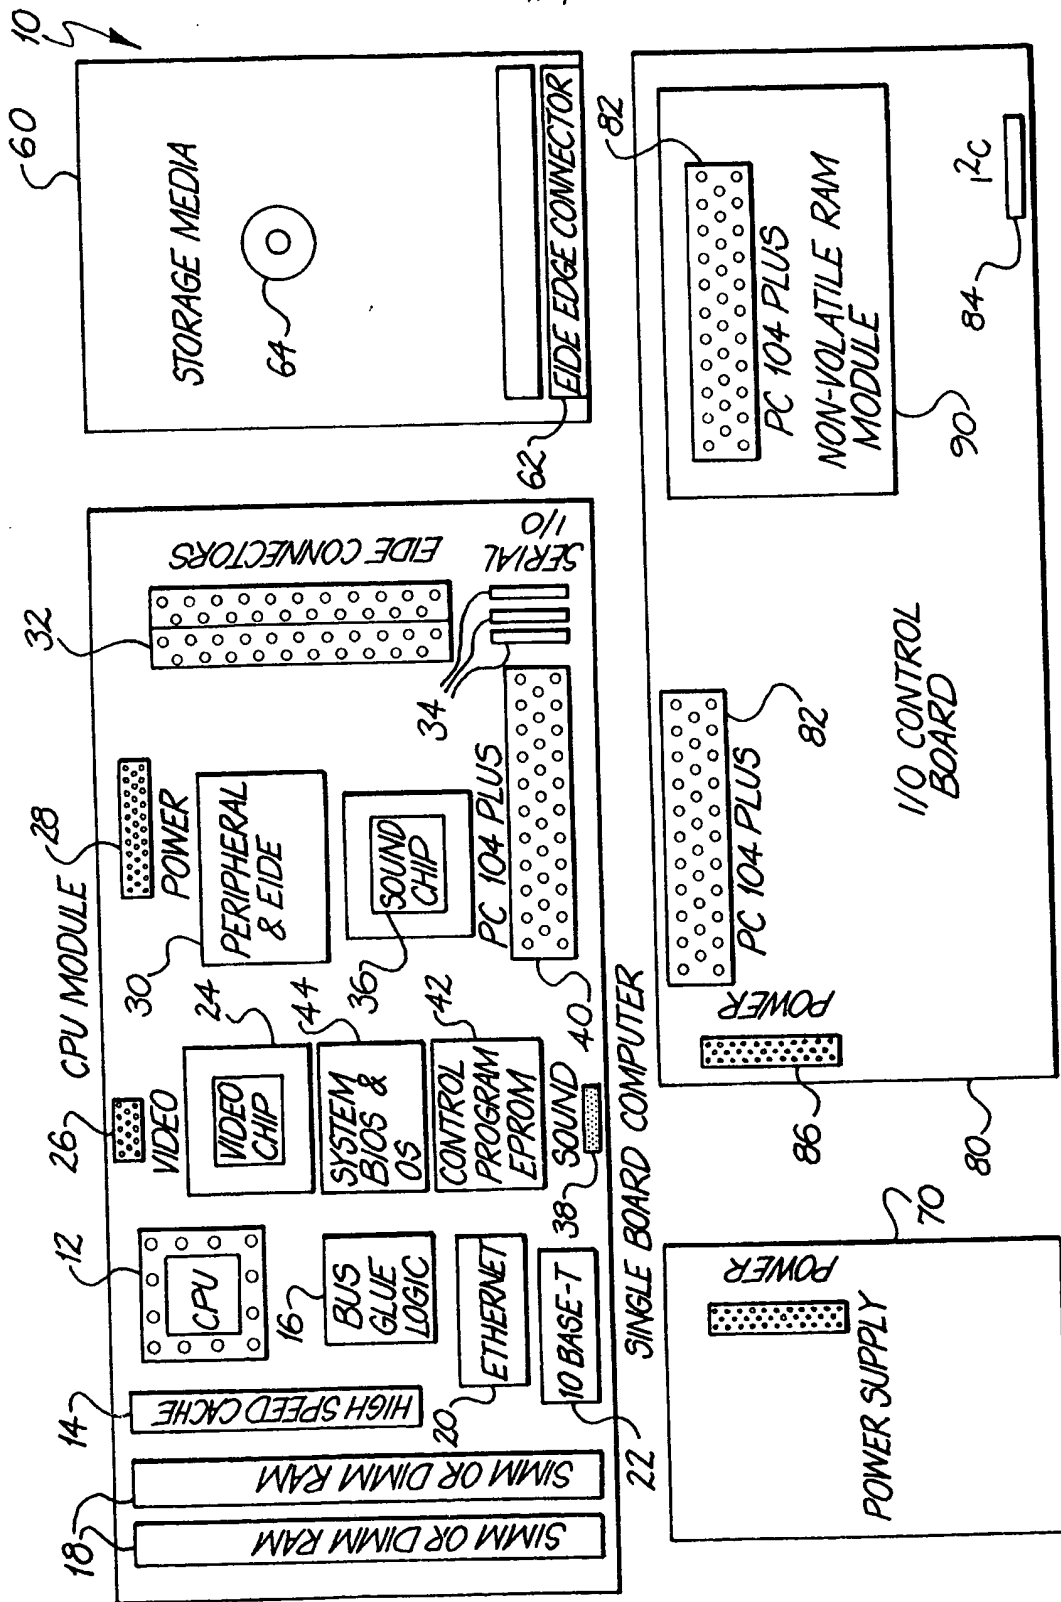 10
60
STORAGE MEDIA
64
EIDE EDGE CONNECTOR
62
CPU MODULE
32
EIDE CONNECTORS
SERIAL
I/O
34
28
POWER
30
PERIPHERAL
& EIDE
SOUND
CHIP
36
PC 104 PLUS
40
26
VIDEO
24
VIDEO
CHIP
44
SYSTEM
BIOS &
OS
42
CONTROL
PROGRAM
EPROM
SOUND
38
12
CPU
16
BUS
GLUE
LOGIC
ETHERNET
20
10 BASE-T
22
14
HIGH SPEED CACHE
18
SIMM OR DIMM RAM
SIMM OR DIMM RAM
SINGLE BOARD COMPUTER
82
PC 104 PLUS
NON-VOLATILE RAM
MODULE
90
I2C
84
82
PC 104 PLUS
I/O CONTROL
BOARD
POWER
86
80
70
POWER
POWER SUPPLY